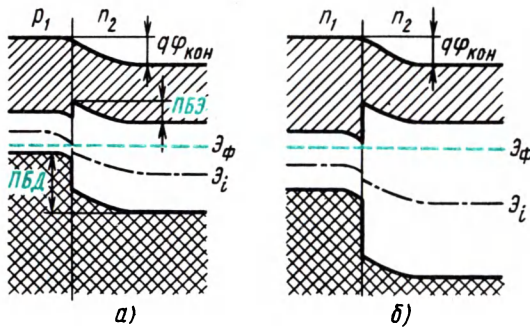 p₁ n₂
qφкон
ПБЭ
Эф
Эi
ПБД
а)
n₁ n₂
qφкон
Эф
Эi
б)